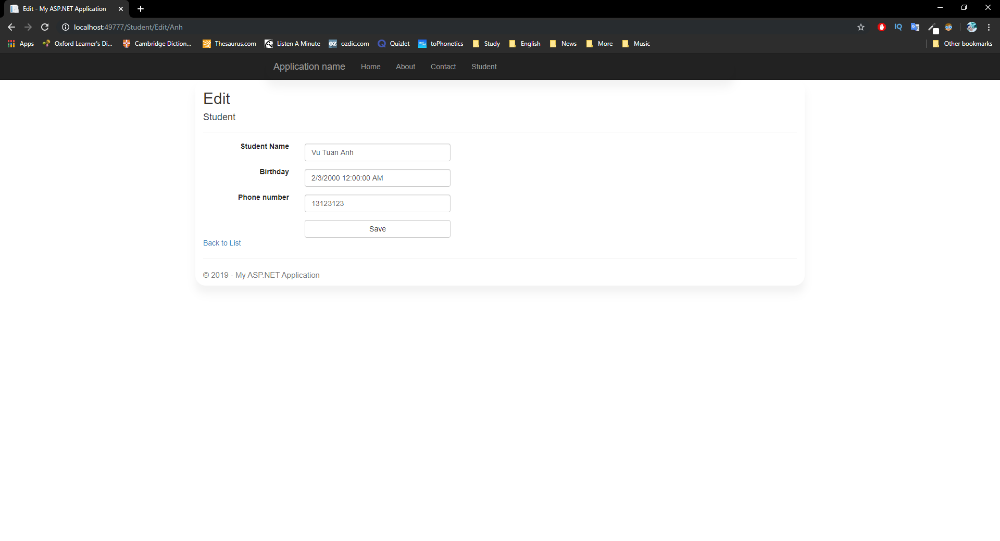 Edit - My ASP.NET Application
localhost:49777/Student/Edit/Anh
IQ
Apps Oxford Learner's Di... Cambridge Diction... Thesaurus.com Listen A Minute OZ ozdic.com Quizlet toPhonetics Study English News More Music Other bookmarks
Application name Home About Contact Student
Edit
Student
Student Name Vu Tuan Anh
Birthday 2/3/2000 12:00:00 AM
Phone number 13123123
Save
Back to List
© 2019 - My ASP.NET Application